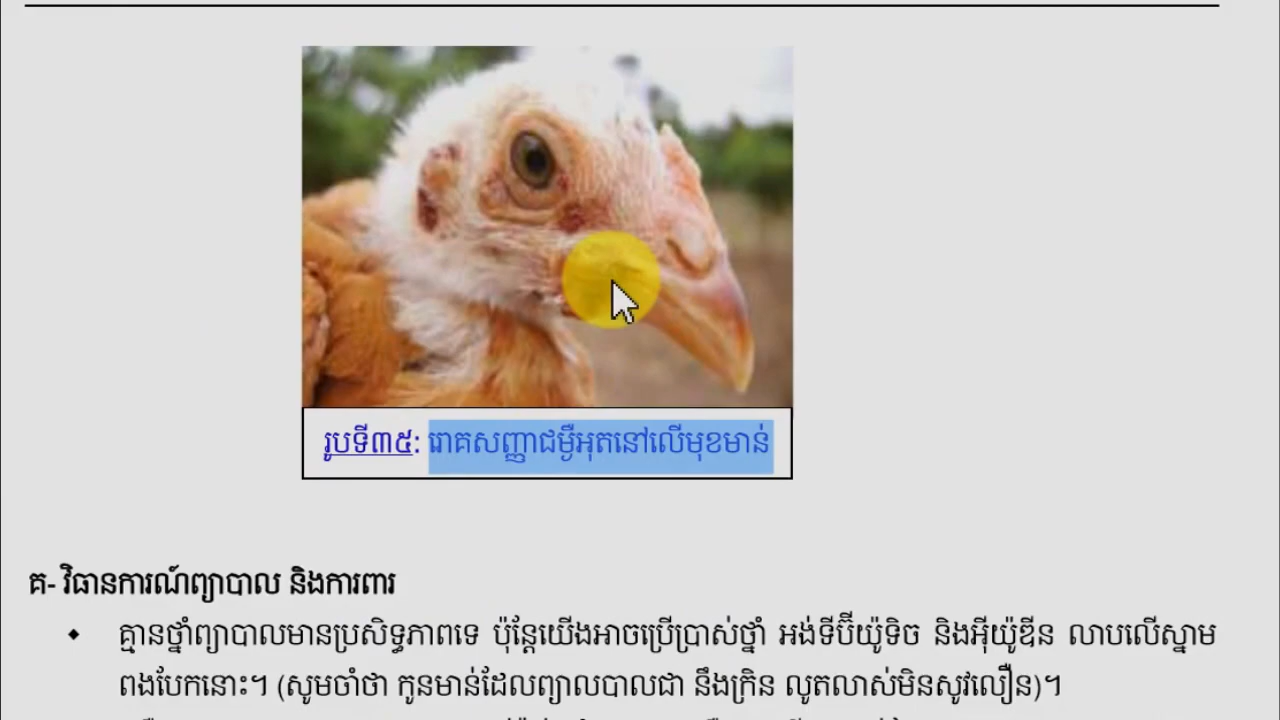 រូបទី៣៥: រោគសញ្ញាជម្ងឺអុតនៅលើមុខមាន់
គ- វិធានការណ៍ព្យាបាល និងការពារ
◆ គ្មានថ្នាំព្យាបាលមានប្រសិទ្ធភាពទេ ប៉ុន្តែយើងអាចប្រើប្រាស់ថ្នាំ អង់ទីប៊ីយ៉ូទិច និងអ៊ីយ៉ូឌីន លាបលើស្នាម
ពងបែកនោះ។ (សូមចាំថា កូនមាន់ដែលព្យាលបាលជា នឹងក្រិន លូតលាស់មិនសូវលឿន)។